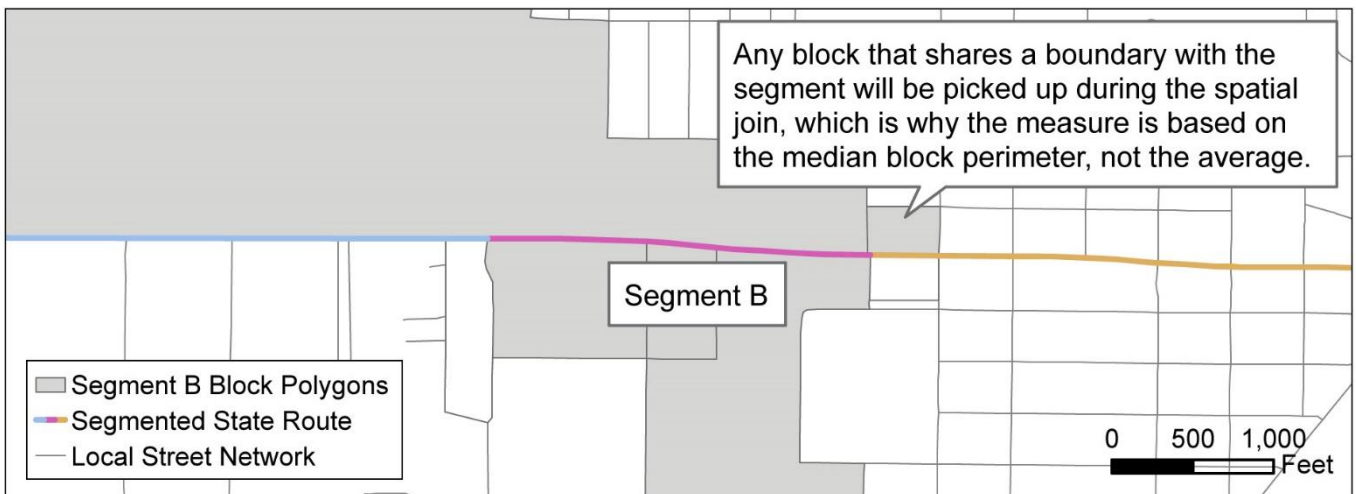 Any block that shares a boundary with the
segment will be picked up during the spatial
join, which is why the measure is based on
the median block perimeter, not the average.
Segment B
Segment B Block Polygons
Segmented State Route
Local Street Network
0 500 1,000
Feet